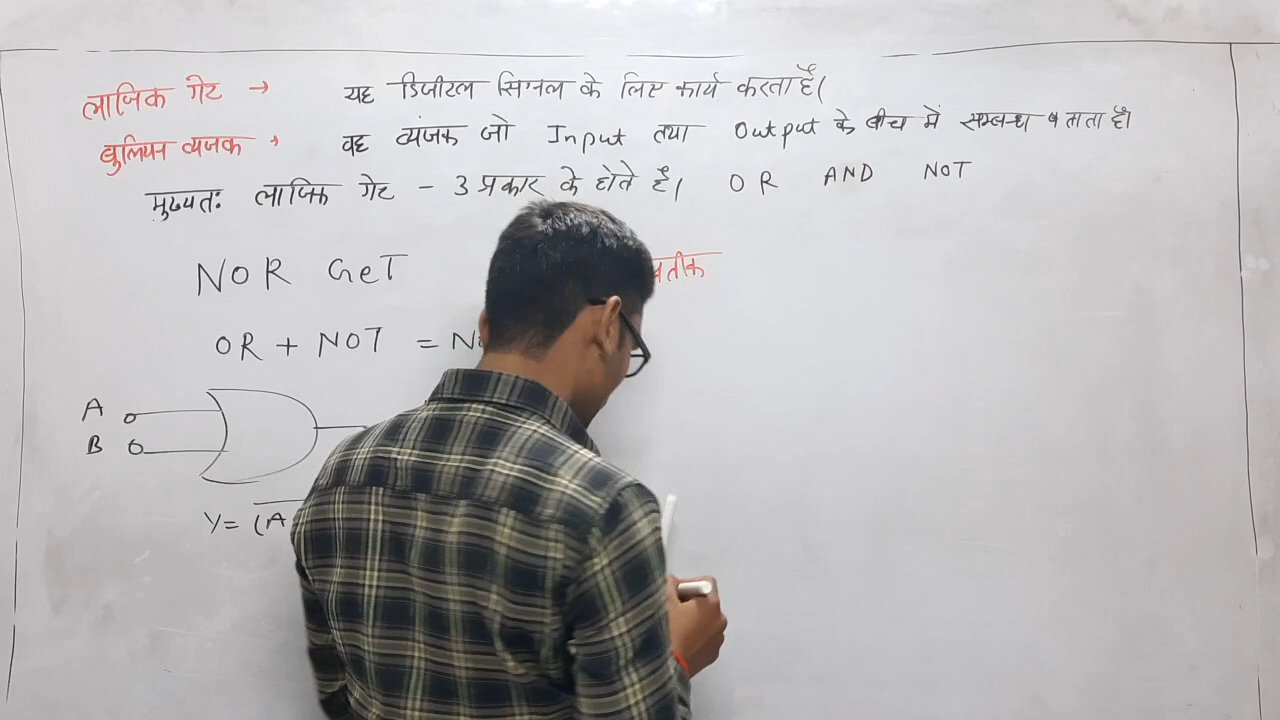 लाजिक गेट → यह डिजीटल सिग्नल के लिए कार्य करता है।
बुलियन व्यजक → वह व्यंजक जो Input तथा Output के बीच में सम्बन्ध बताता है।
मुख्यतः लाजिक गेट - 3 प्रकार के होते है। OR AND NOT
NOR GeT
OR + NOT =
A
B
Y= (A